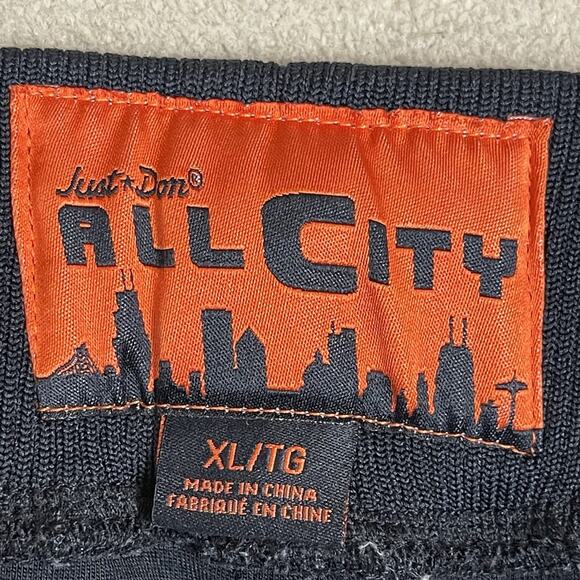 Just★Don®
ALL CITY
XL/TG
MADE IN CHINA
FABRIQUÉ EN CHINE